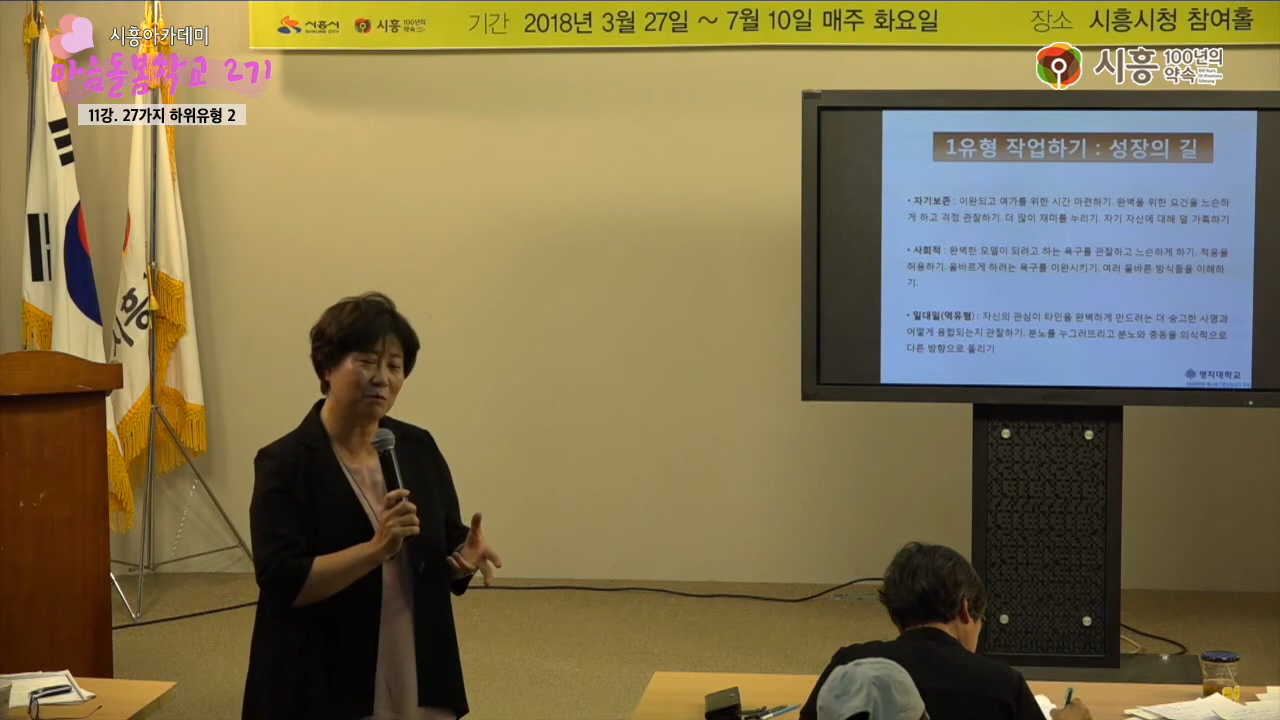 시흥시
SIHEUNG CITY
시흥 100년의 약속
기간 2018년 3월 27일 ~ 7월 10일 매주 화요일
장소 시흥시청 참여홀
시흥아카데미
마음돌봄학교 2기
11강. 27가지 하위유형 2
시흥 100년의 약속
1유형 작업하기 : 성장의 길
• 자기보존 : 이완되고 여가를 위한 시간 마련하기. 완벽을 위한 요건을 느슨하
게 하고 걱정 관찰하기. 더 많이 재미를 누리기. 자기 자신에 대해 덜 가혹하기
• 사회적 : 완벽한 모델이 되려고 하는 욕구를 관찰하고 느슨하게 하기. 적응을
허용하기. 올바르게 하려는 욕구를 이완시키기. 여러 올바른 방식들을 이해하
기.
• 일대일(역유형) : 자신의 관심이 타인을 완벽하게 만드려는 더 숭고한 사명과
어떻게 융합되는지 관찰하기. 분노를 누그러뜨리고 분노와 충동을 의식적으로
다른 방향으로 돌리기
명지대학교